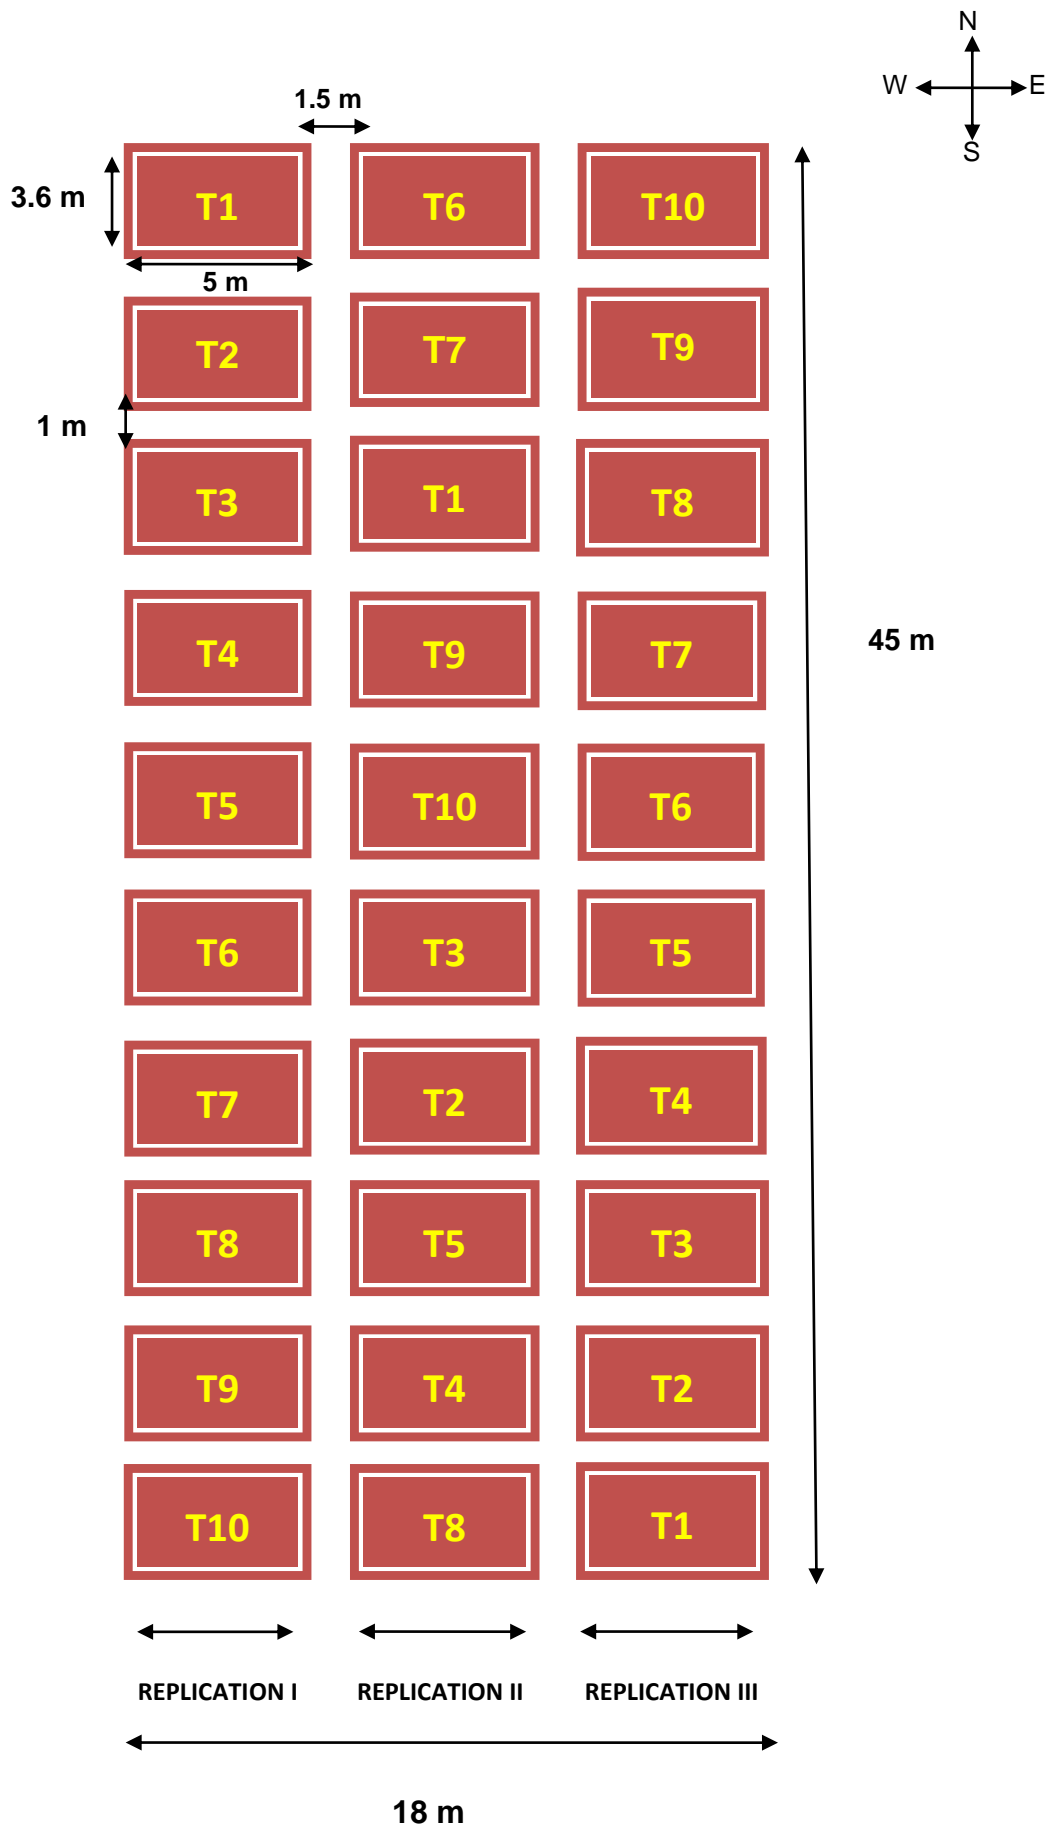 N
W E
S
1.5 m
3.6 m
T1 T6 T10
5 m
T2 T7 T9
1 m
T3 T1 T8
T4 T9 T7
45 m
T5 T10 T6
T6 T3 T5
T7 T2 T4
T8 T5 T3
T9 T4 T2
T10 T8 T1
REPLICATION I REPLICATION II REPLICATION III
18 m